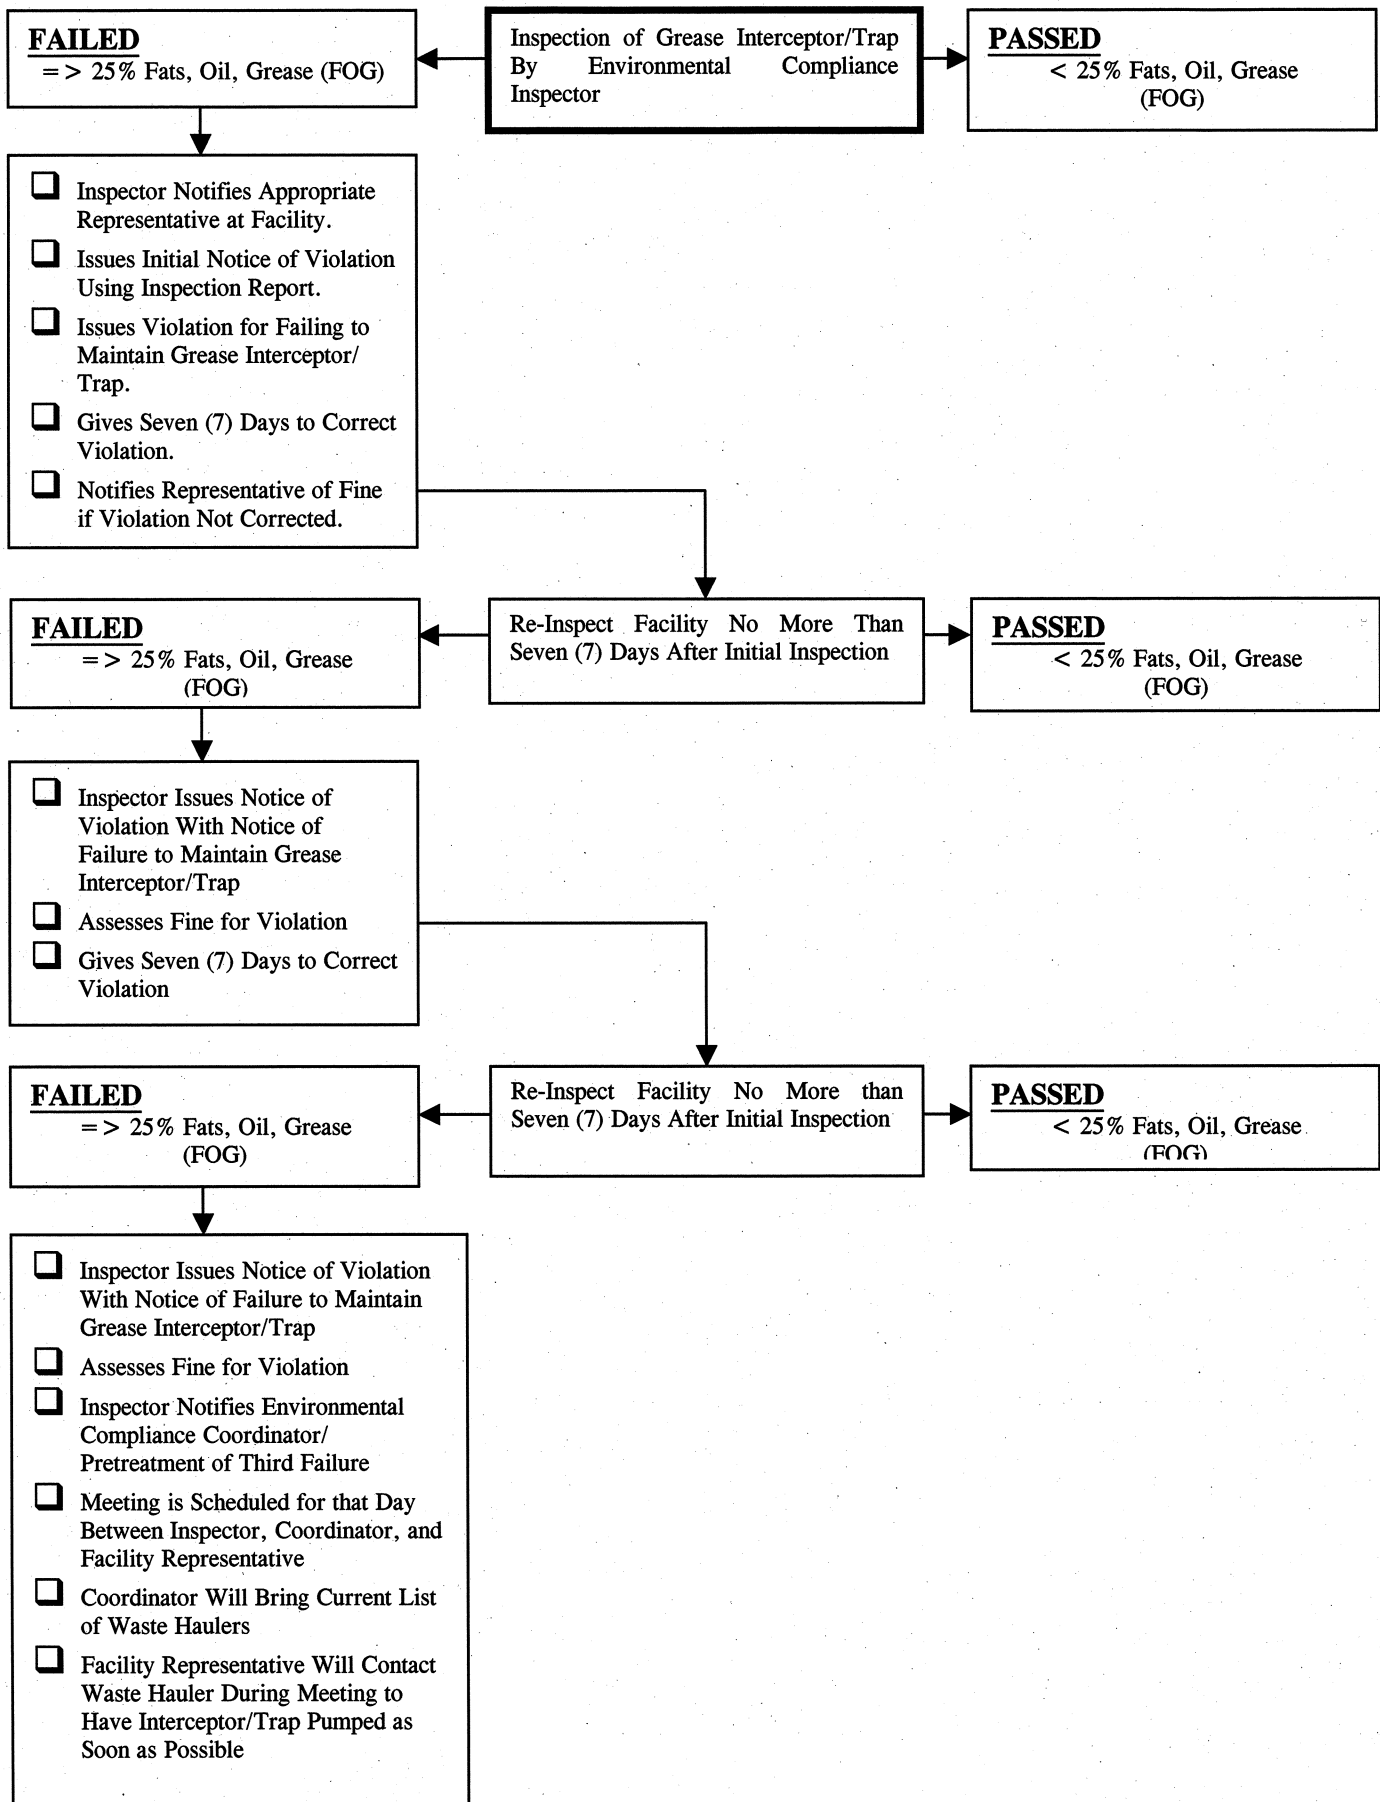 FAILED
= > 25% Fats, Oil, Grease (FOG)
Inspection of Grease Interceptor/Trap
By Environmental Compliance
Inspector
PASSED
< 25% Fats, Oil, Grease
(FOG)
Inspector Notifies Appropriate
Representative at Facility.
Issues Initial Notice of Violation
Using Inspection Report.
Issues Violation for Failing to
Maintain Grease Interceptor/
Trap.
Gives Seven (7) Days to Correct
Violation.
Notifies Representative of Fine
if Violation Not Corrected.
FAILED
= > 25% Fats, Oil, Grease
(FOG)
Re-Inspect Facility No More Than
Seven (7) Days After Initial Inspection
PASSED
< 25% Fats, Oil, Grease
(FOG)
Inspector Issues Notice of
Violation With Notice of
Failure to Maintain Grease
Interceptor/Trap
Assesses Fine for Violation
Gives Seven (7) Days to Correct
Violation
FAILED
= > 25% Fats, Oil, Grease
(FOG)
Re-Inspect Facility No More than
Seven (7) Days After Initial Inspection
PASSED
< 25% Fats, Oil, Grease
(FOG)
Inspector Issues Notice of Violation
With Notice of Failure to Maintain
Grease Interceptor/Trap
Assesses Fine for Violation
Inspector Notifies Environmental
Compliance Coordinator/
Pretreatment of Third Failure
Meeting is Scheduled for that Day
Between Inspector, Coordinator, and
Facility Representative
Coordinator Will Bring Current List
of Waste Haulers
Facility Representative Will Contact
Waste Hauler During Meeting to
Have Interceptor/Trap Pumped as
Soon as Possible